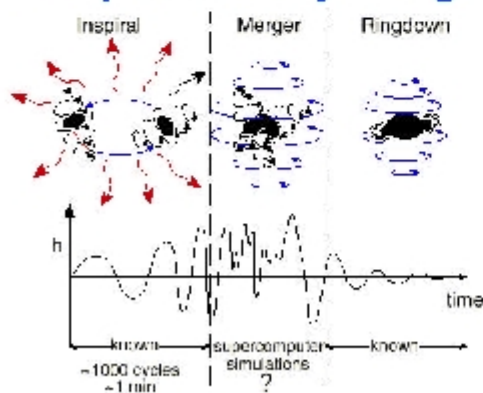 Inspiral Merger Ringdown
h
time
known supercomputer known
~1000 cycles simulations
~1 min ?